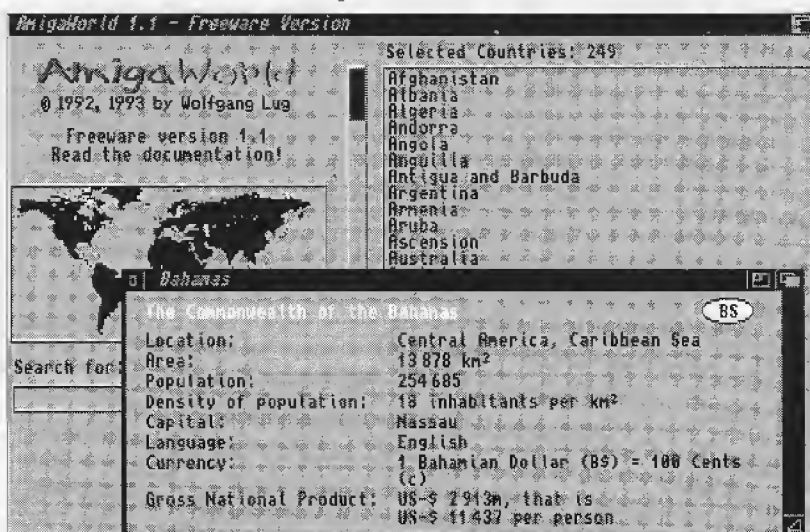 AmigaWorld 1.1 - Freeware Version
AmigaWorld
© 1992, 1993 by Wolfgang Lug
Freeware version 1.1
Read the documentation!
Selected Countries: 249
Afghanistan
Albania
Algeria
Andorra
Angola
Anguilla
Antigua and Barbuda
Argentina
Armenia
Aruba
Ascension
Australia
Search for:
Bahamas
The Commonwealth of the Bahamas
BS
Location: Central America, Caribbean Sea
Area: 13 878 km²
Population: 254 685
Density of population: 18 inhabitants per km²
Capital: Nassau
Language: English
Currency: 1 Bahamian Dollar (B$) = 100 Cents
(c)
Gross National Product: US-$ 2 913m, that is
US-$ 11 437 per person